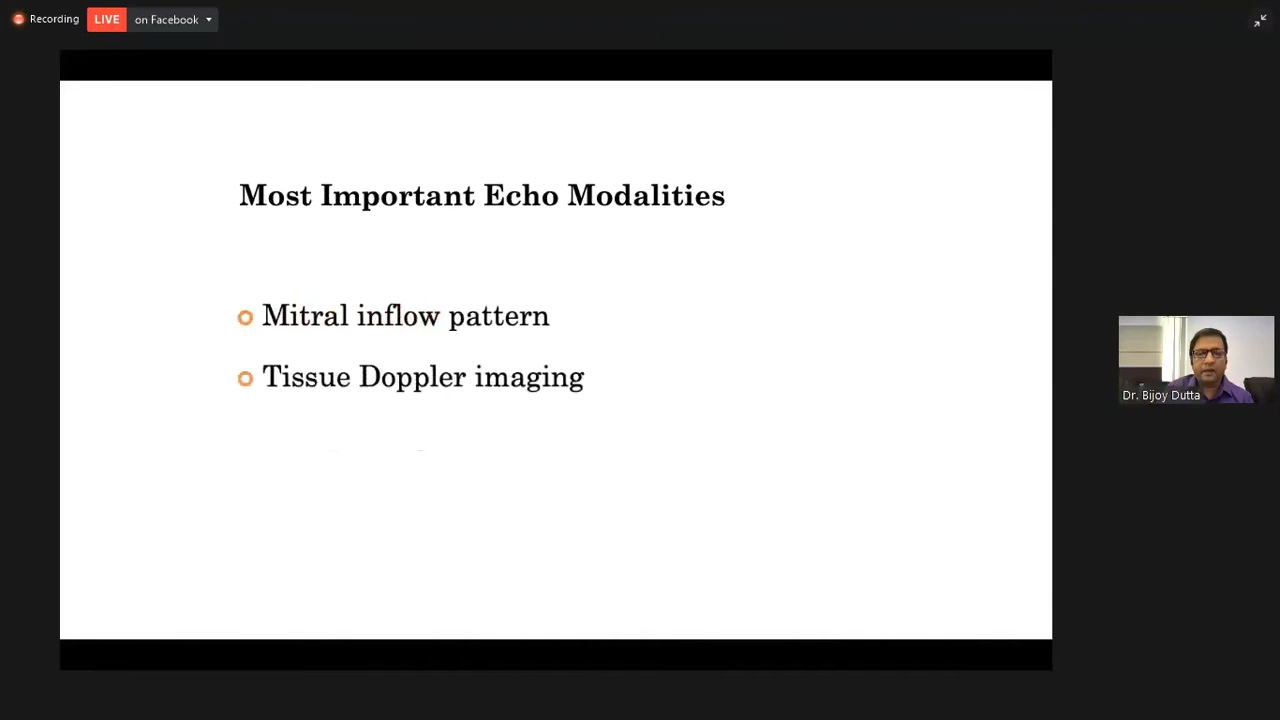 Recording
LIVE on Facebook
Most Important Echo Modalities
Mitral inflow pattern
Tissue Doppler imaging
Dr. Bijoy Dutta